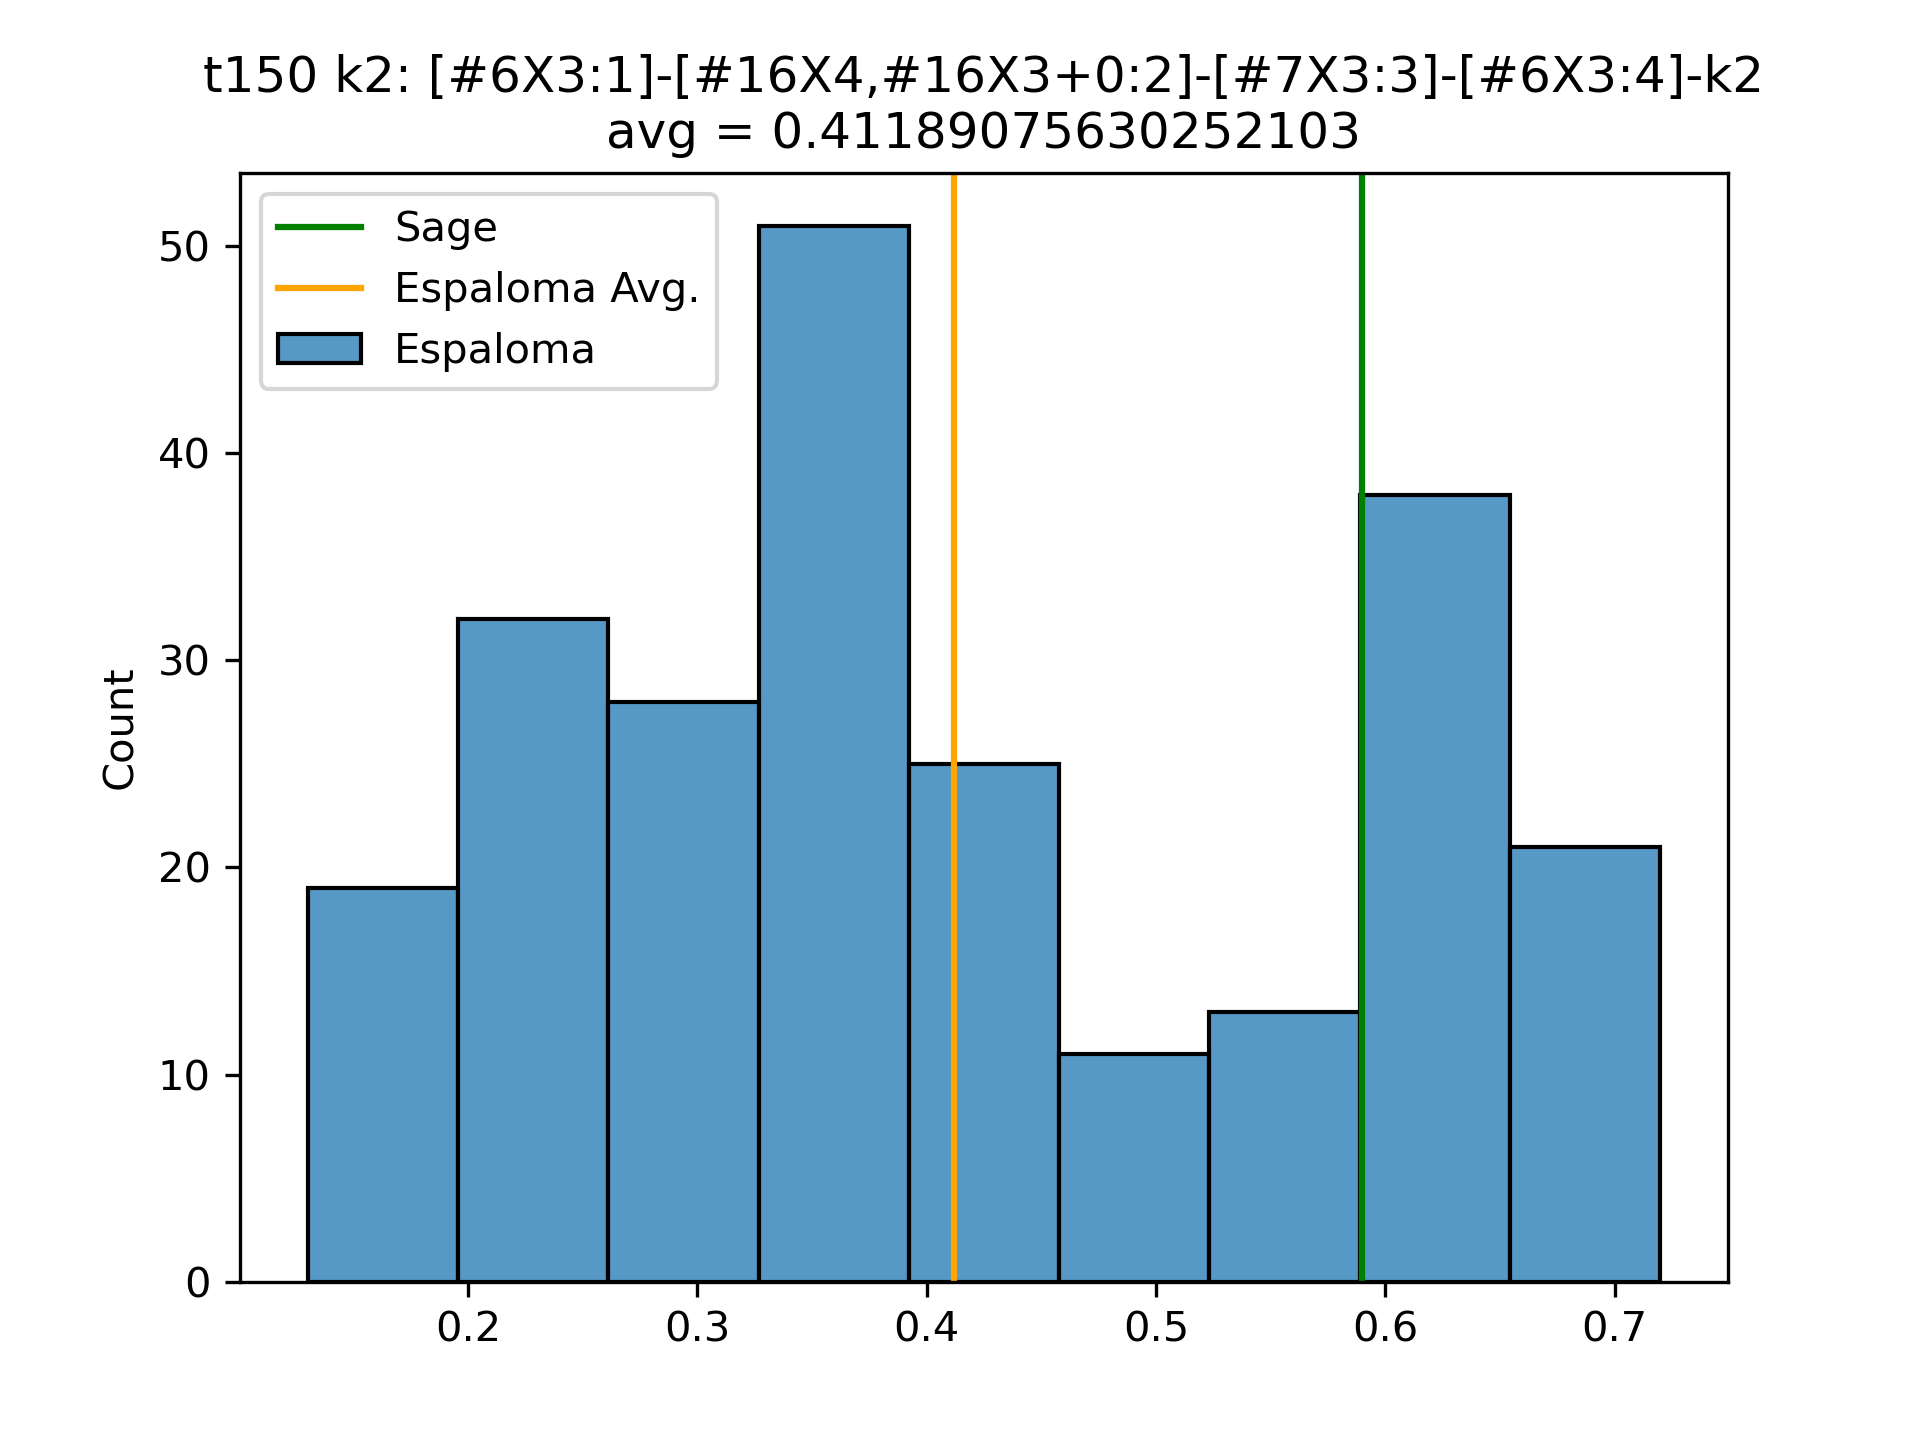 t150 k2: [#6X3:1]-[#16X4,#16X3+0:2]-[#7X3:3]-[#6X3:4]-k2
avg = 0.41189075630252103
Sage
Espaloma Avg.
Espaloma
Count
50
40
30
20
10
0
0.2 0.3 0.4 0.5 0.6 0.7